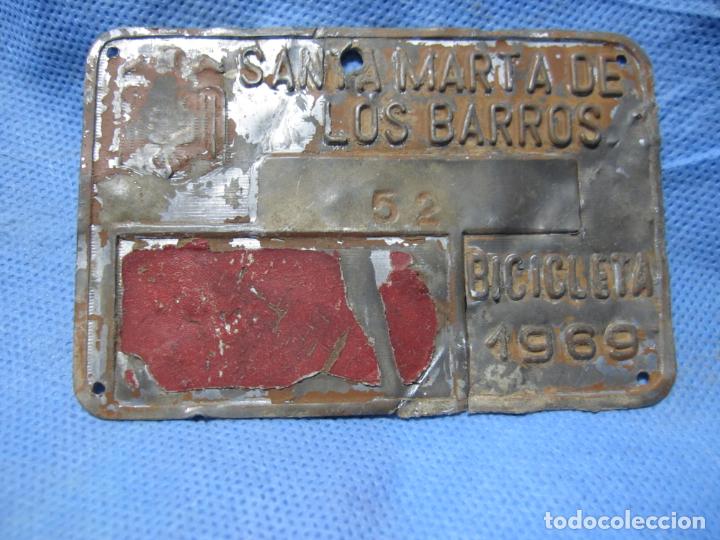 SANTA MARTA DE
LOS BARROS.
52
BICICLETA
1969
todocoleccion